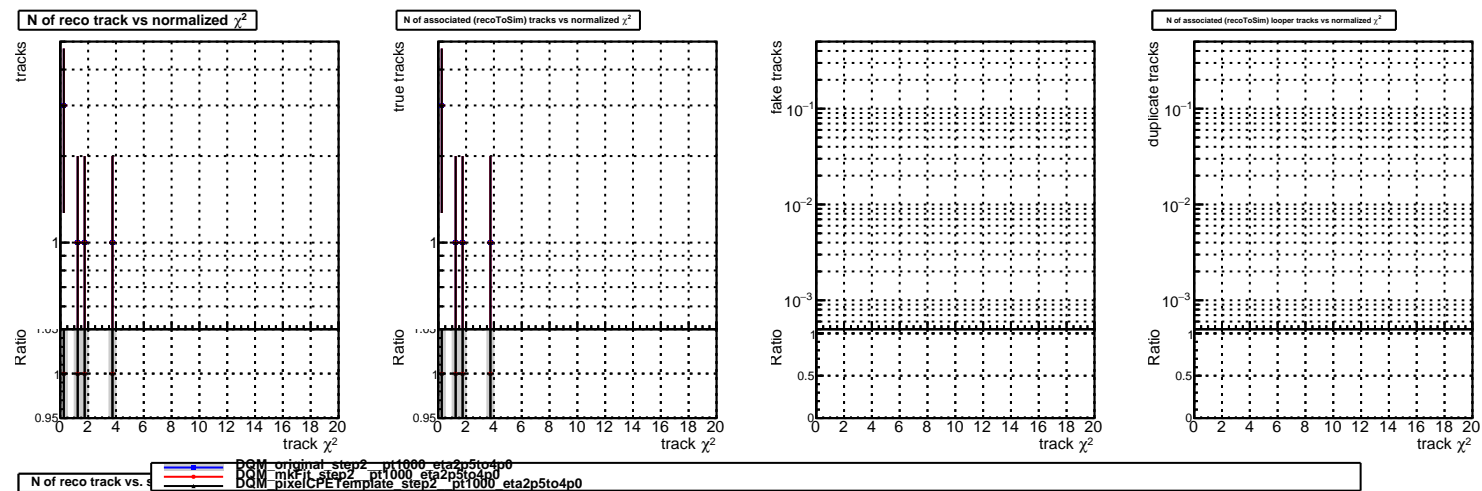 N of reco track vs normalized χ²
N of associated (recoToSim) tracks vs normalized χ²
N of associated (recoToSim) looper tracks vs normalized χ²
tracks
1
1.05
Ratio
1
0.95
0 2 4 6 8 10 12 14 16 18 20
track χ²
true tracks
1
1.05
Ratio
1
0.95
0 2 4 6 8 10 12 14 16 18 20
track χ²
fake tracks
10⁻¹
10⁻²
10⁻³
Ratio
1
0.5
0
0 2 4 6 8 10 12 14 16 18 20
track χ²
duplicate tracks
10⁻¹
10⁻²
10⁻³
Ratio
1
0.5
0
0 2 4 6 8 10 12 14 16 18 20
track χ²
DQM_original_step2__pt1000_eta2p5to4p0
DQM_mkFit_step2__pt1000_eta2p5to4p0
DQM_pixelCPETemplate_step2__pt1000_eta2p5to4p0
N of reco track vs.